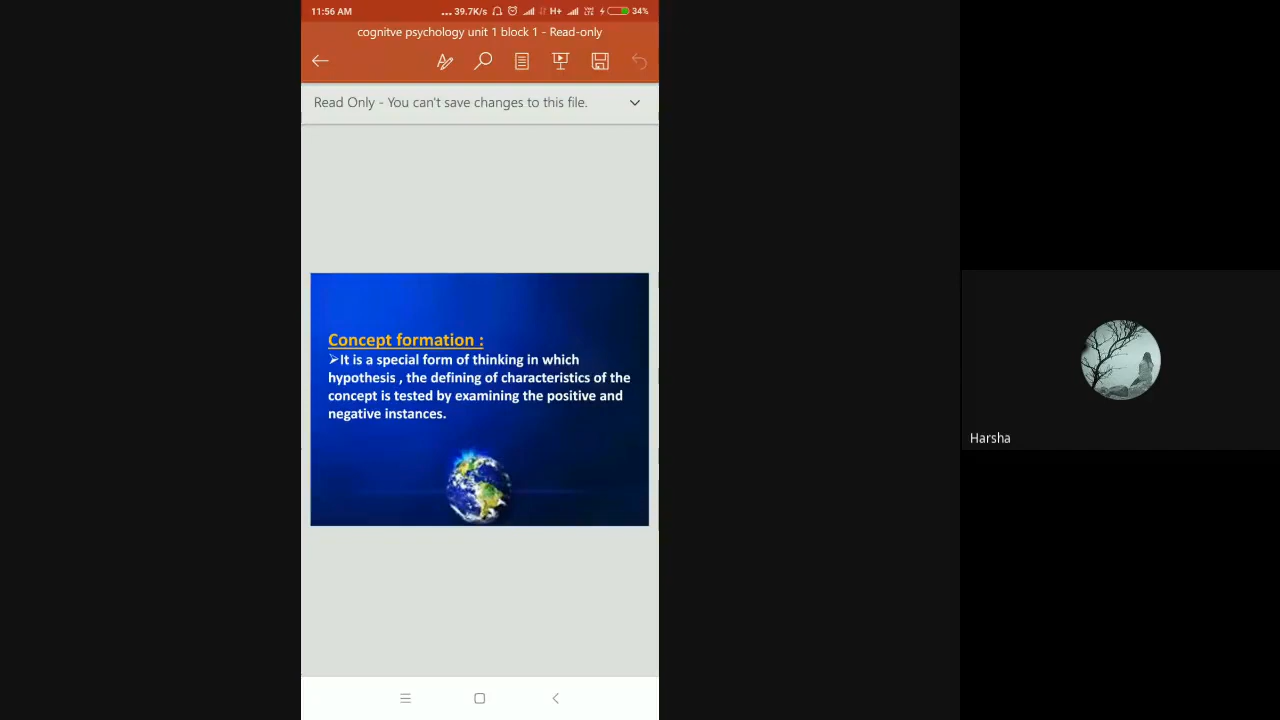 11:56 AM
... 39.7K/s
H+
34%
cognitve psychology unit 1 block 1 - Read-only
Read Only - You can't save changes to this file.
Concept formation :
➢It is a special form of thinking in which
hypothesis , the defining of characteristics of the
concept is tested by examining the positive and
negative instances.
Harsha